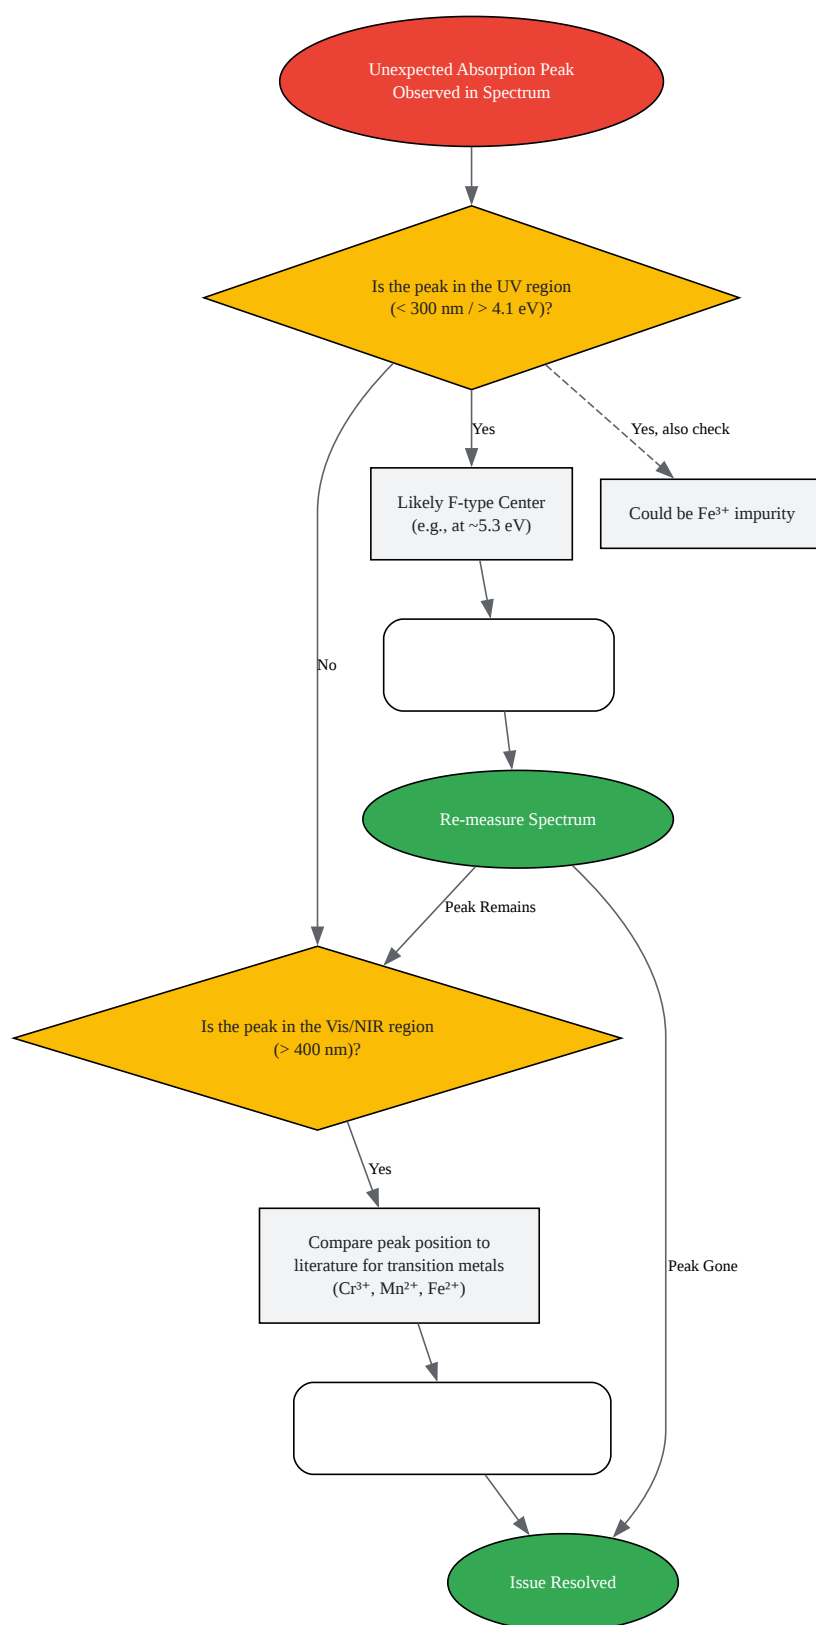 Unexpected Absorption Peak
Observed in Spectrum
Is the peak in the UV region
(< 300 nm / > 4.1 eV)?
Yes
Yes, also check
Likely F-type Center
(e.g., at ~5.3 eV)
Could be Fe³⁺ impurity
No
Re-measure Spectrum
Peak Remains
Is the peak in the Vis/NIR region
(> 400 nm)?
Yes
Compare peak position to
literature for transition metals
(Cr³⁺, Mn²⁺, Fe²⁺)
Peak Gone
Issue Resolved